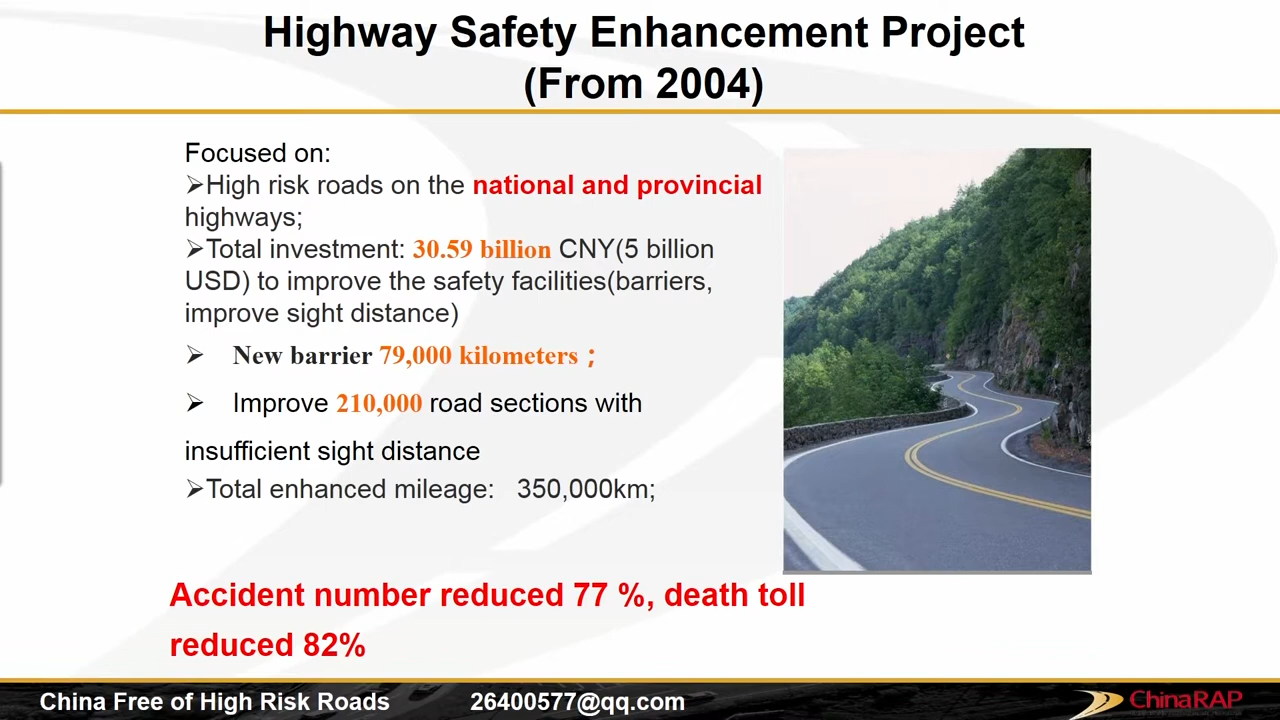 Highway Safety Enhancement Project
(From 2004)
Focused on:
➢High risk roads on the national and provincial
highways;
➢Total investment: 30.59 billion CNY(5 billion
USD) to improve the safety facilities(barriers,
improve sight distance)
➢ New barrier 79,000 kilometers；
➢ Improve 210,000 road sections with
insufficient sight distance
➢Total enhanced mileage: 350,000km;
Accident number reduced 77 %, death toll
reduced 82%
China Free of High Risk Roads 26400577@qq.com
ChinaRAP